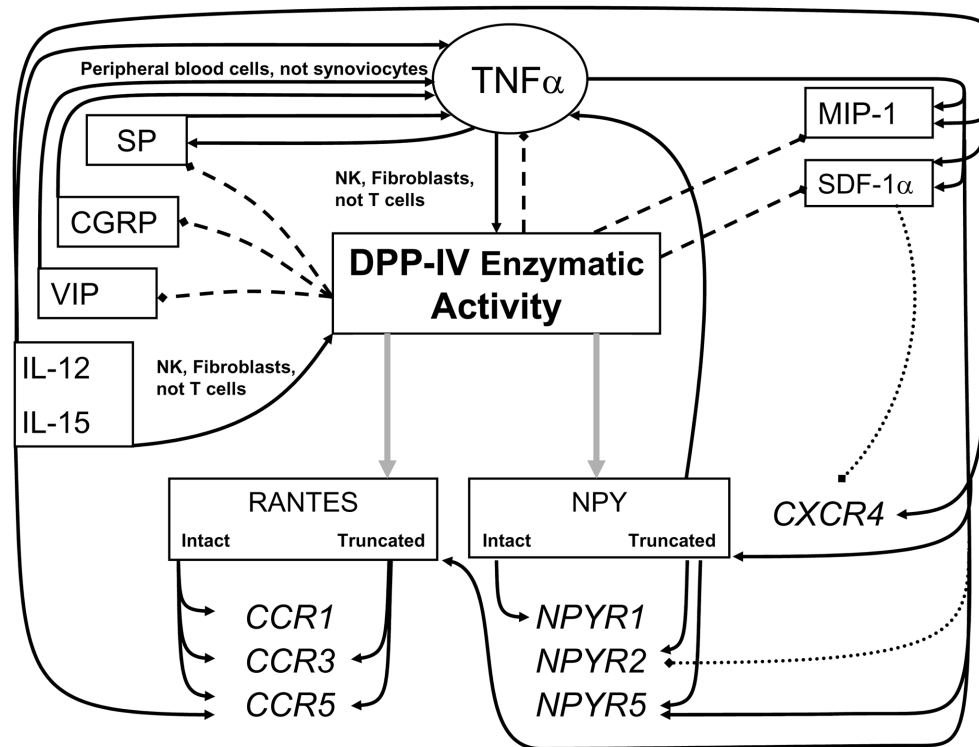 TNFα
Peripheral blood cells, not synoviocytes
MIP-1
SP
SDF-1α
NK, Fibroblasts,
not T cells
CGRP
DPP-IV Enzymatic
Activity
VIP
IL-12
NK, Fibroblasts,
not T cells
IL-15
RANTES
Intact Truncated
NPY
Intact Truncated
CXCR4
CCR1
CCR3
CCR5
NPYR1
NPYR2
NPYR5